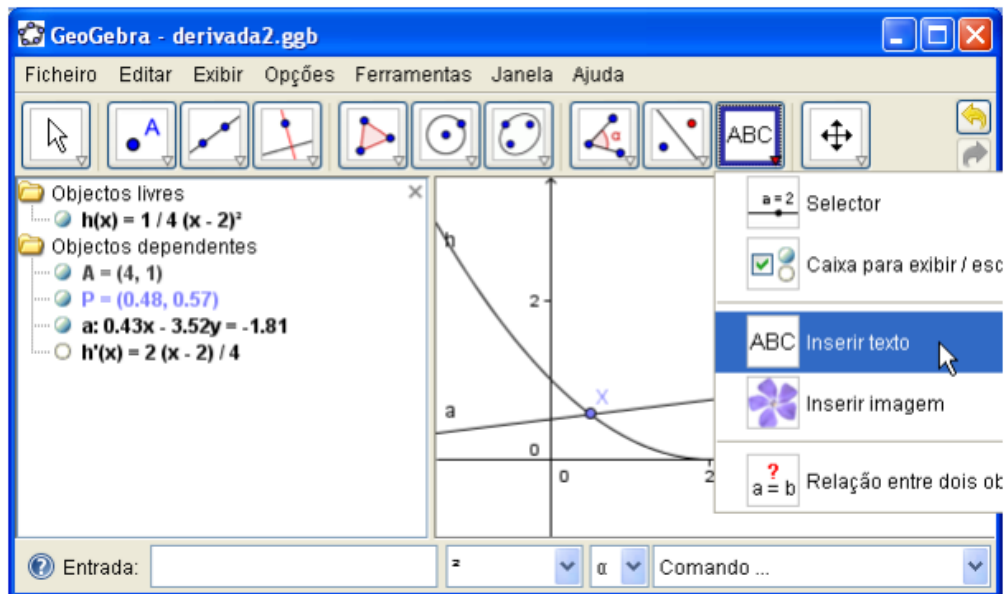 GeoGebra - derivada2.ggb
Ficheiro Editar Exibir Opções Ferramentas Janela Ajuda
A α ABC
Objectos livres
h(x) = 1 / 4 (x - 2)²
Objectos dependentes
A = (4, 1)
P = (0.48, 0.57)
a: 0.43x - 3.52y = -1.81
h'(x) = 2 (x - 2) / 4
h
2
a
X
0
0
2
a=2 Selector
Caixa para exibir / esc
ABC Inserir texto
Inserir imagem
?
a = b Relação entre dois ob
Entrada: ² α Comando ...